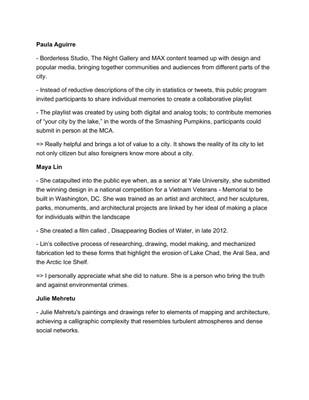 Paula Aguirre
- Borderless Studio, The Night Gallery and MAX content teamed up with design and
popular media, bringing together communities and audiences from different parts of the
city.
- Instead of reductive descriptions of the city in statistics or tweets, this public program
invited participants to share individual memories to create a collaborative playlist
- The playlist was created by using both digital and analog tools; to contribute memories
of “your city by the lake,” in the words of the Smashing Pumpkins, participants could
submit in person at the MCA.
=> Really helpful and brings a lot of value to a city. It shows the reality of its city to let
not only citizen but also foreigners know more about a city.
Maya Lin
- She catapulted into the public eye when, as a senior at Yale University, she submitted
the winning design in a national competition for a Vietnam Veterans - Memorial to be
built in Washington, DC. She was trained as an artist and architect, and her sculptures,
parks, monuments, and architectural projects are linked by her ideal of making a place
for individuals within the landscape
- She created a film called , Disappearing Bodies of Water, in late 2012.
- Lin’s collective process of researching, drawing, model making, and mechanized
fabrication led to these forms that highlight the erosion of Lake Chad, the Aral Sea, and
the Arctic Ice Shelf.
=> I personally appreciate what she did to nature. She is a person who bring the truth
and against environmental crimes.
Julie Mehretu
- Julie Mehretu's paintings and drawings refer to elements of mapping and architecture,
achieving a calligraphic complexity that resembles turbulent atmospheres and dense
social networks.